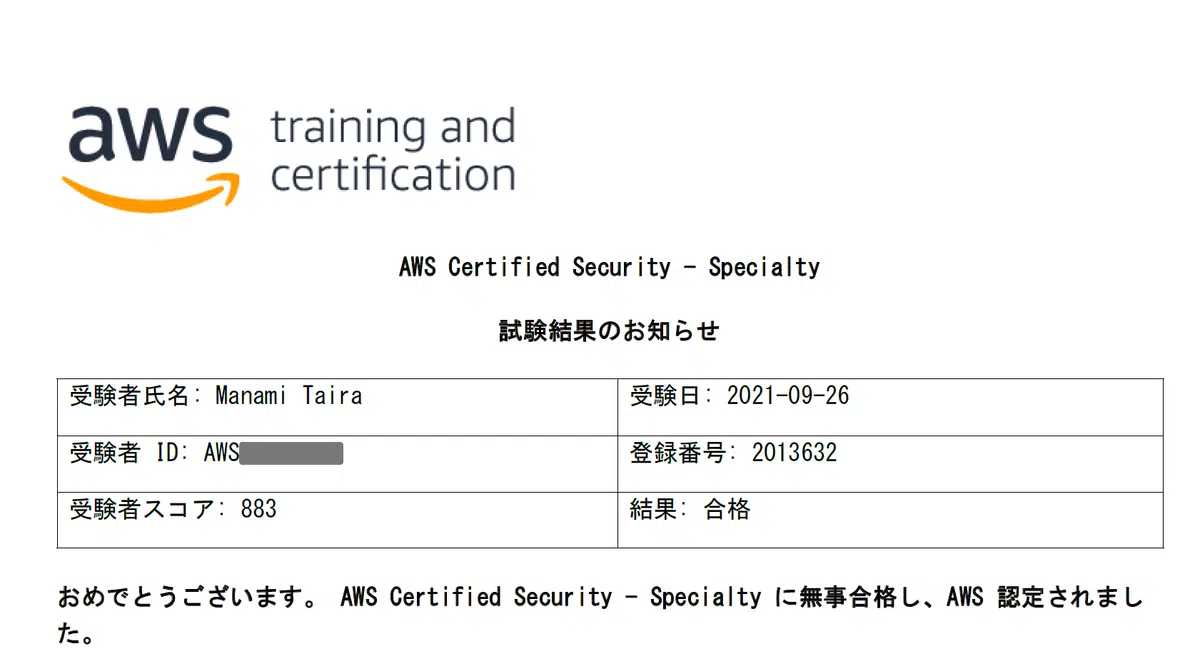 aws training and
certification
AWS Certified Security - Specialty
試験結果のお知らせ
受験者氏名: Manami Taira
受験日: 2021-09-26
受験者 ID: AWS
登録番号: 2013632
受験者スコア: 883
結果: 合格
おめでとうございます。 AWS Certified Security - Specialty に無事合格し、AWS 認定されまし
た。